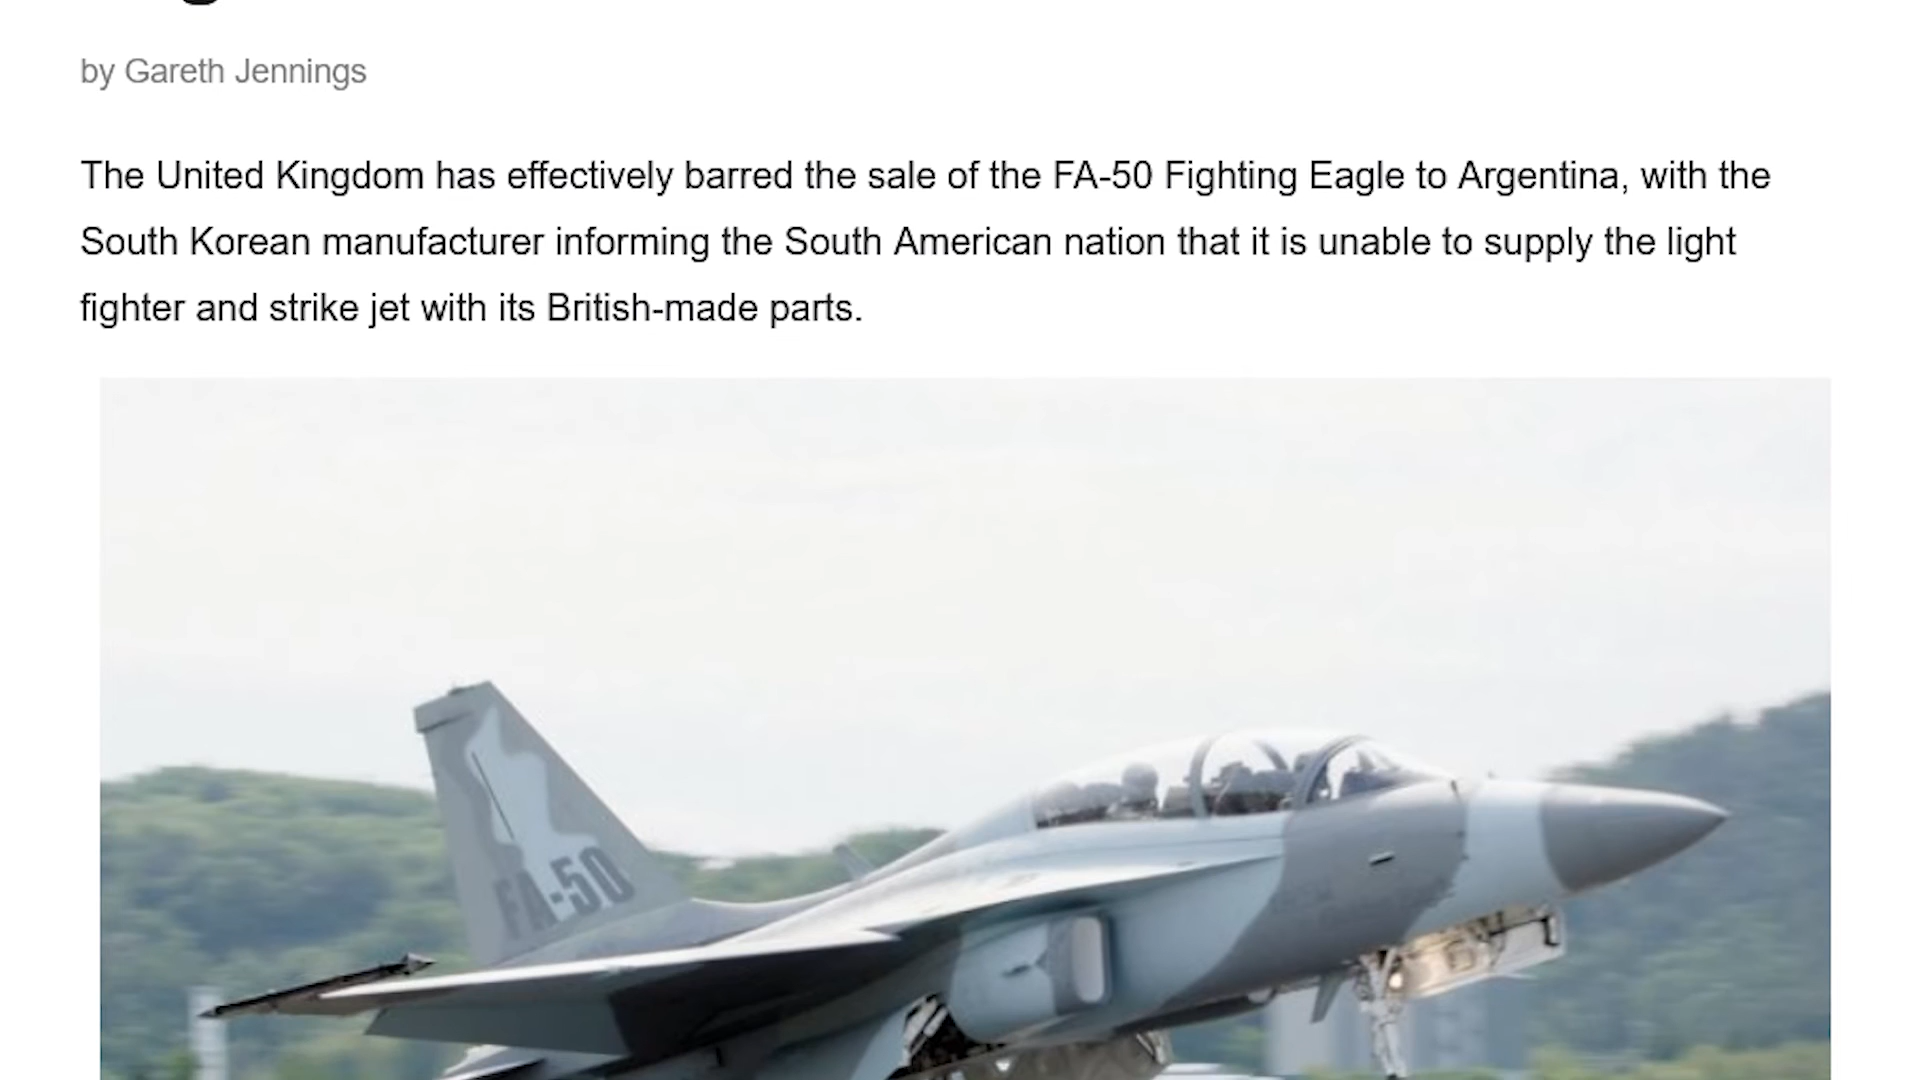 by Gareth Jennings
The United Kingdom has effectively barred the sale of the FA-50 Fighting Eagle to Argentina, with the
South Korean manufacturer informing the South American nation that it is unable to supply the light
fighter and strike jet with its British-made parts.
FA-50